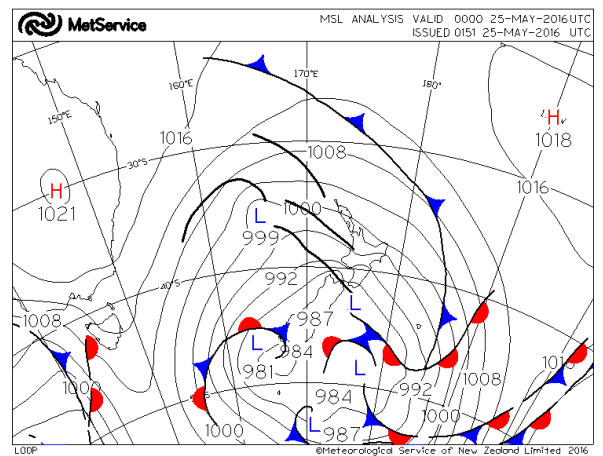 MetService
MSL ANALYSIS VALID 0000 25-MAY-2016 UTC
ISSUED 0151 25-MAY-2016 UTC
170°E
180°
160°E
150°E
H
1018
1016
30°S
1008
1016
H
1021
1000
L
999
992
40°S
L
987
1008
L
984
981
L
1016
1008
1000
984
992
1000
L
987
1000
LOOP
©Meteorological Service of New Zealand Limited 2016